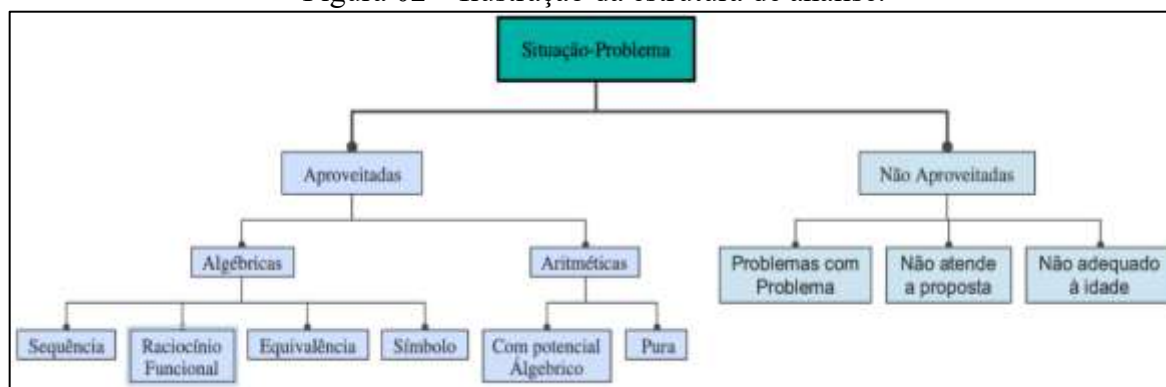 Situação-Problema
Aproveitadas
Não Aproveitadas
Algébricas
Aritméticas
Problemas com
Problema
Não atende
a proposta
Não adequado
à idade
Sequência
Raciocínio
Funcional
Equivalência
Símbolo
Com potencial
Álgebrico
Pura